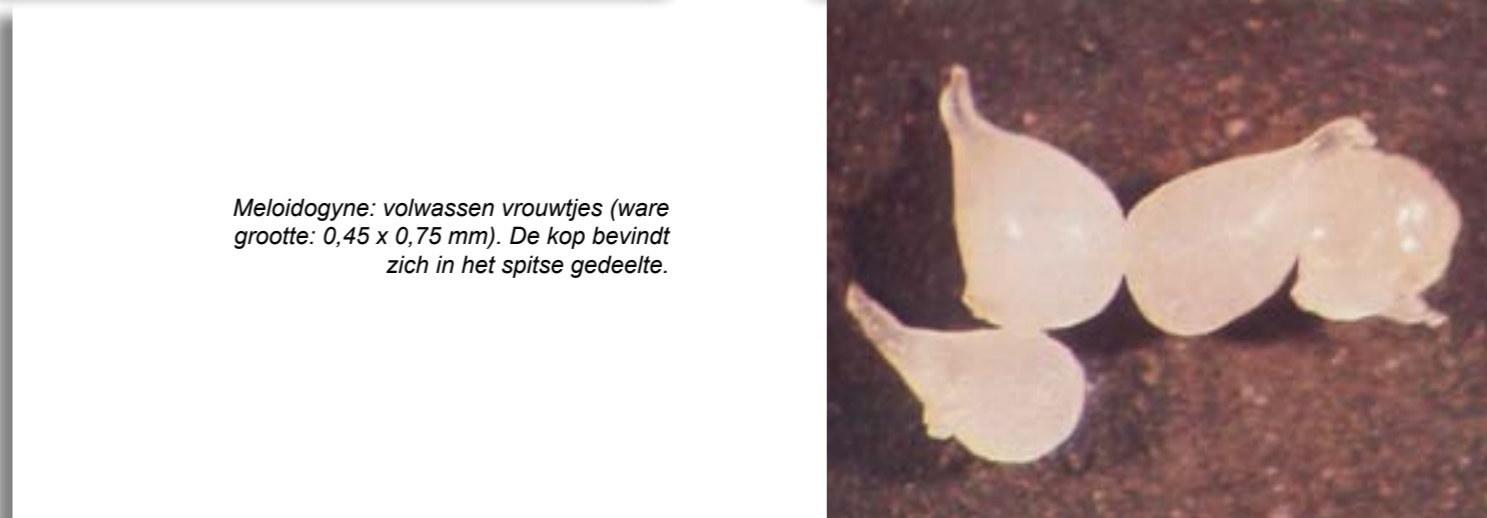 Meloidogyne: volwassen vrouwtjes (ware
grootte: 0,45 x 0,75 mm). De kop bevindt
zich in het spitse gedeelte.